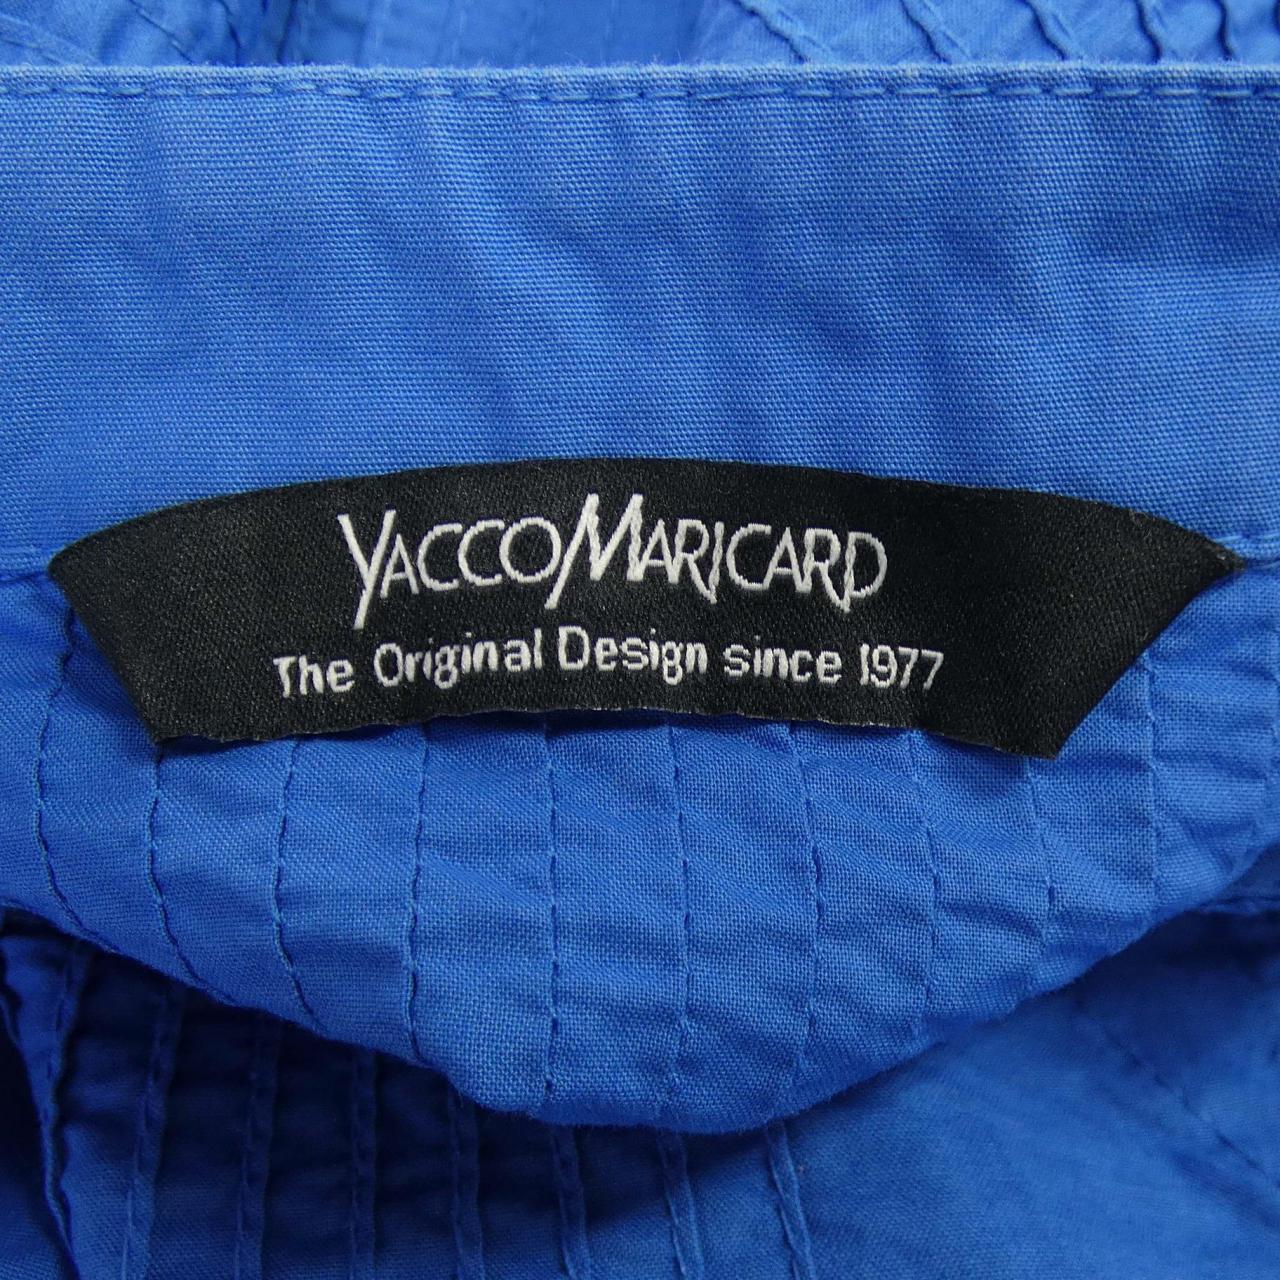 YACCOMARICARD
The Original Design since 1977